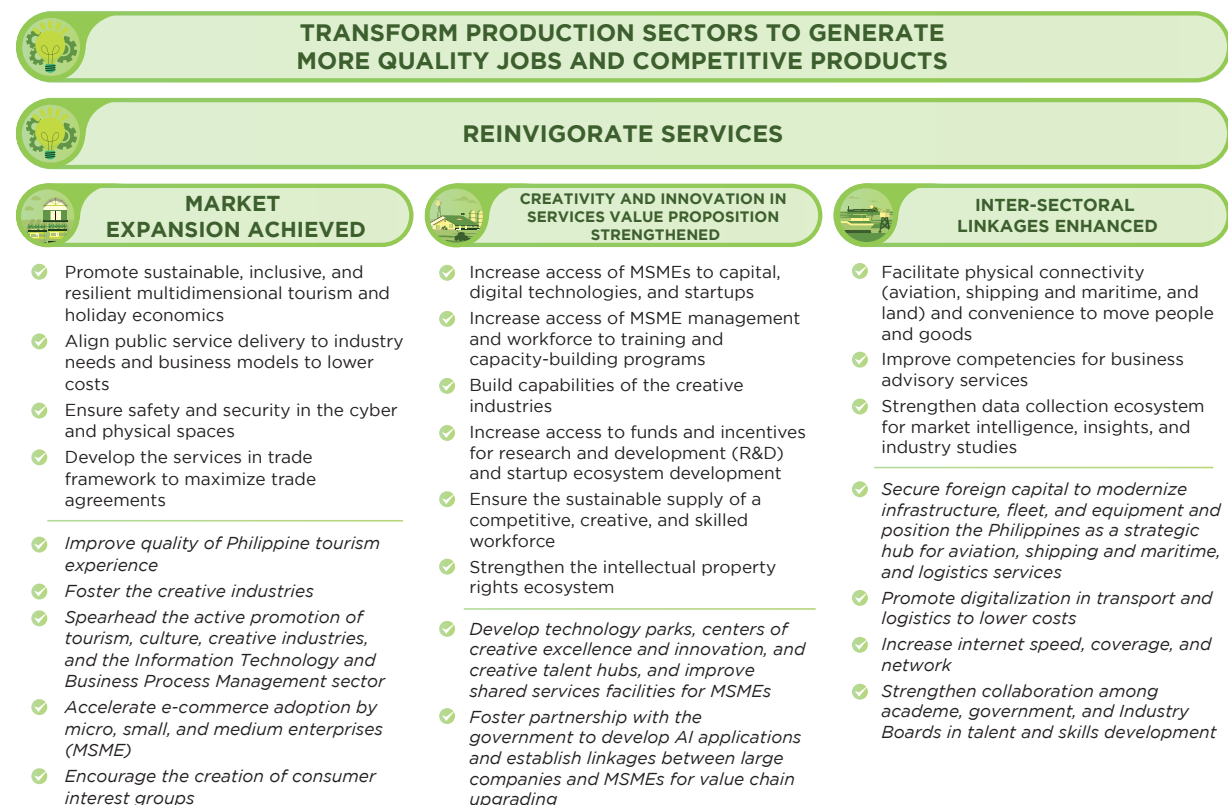 TRANSFORM PRODUCTION SECTORS TO GENERATE
MORE QUALITY JOBS AND COMPETITIVE PRODUCTS
REINVIGORATE SERVICES
MARKET
EXPANSION ACHIEVED
Promote sustainable, inclusive, and
resilient multidimensional tourism and
holiday economics
Align public service delivery to industry
needs and business models to lower
costs
Ensure safety and security in the cyber
and physical spaces
Develop the services in trade
framework to maximize trade
agreements
Improve quality of Philippine tourism
experience
Foster the creative industries
Spearhead the active promotion of
tourism, culture, creative industries,
and the Information Technology and
Business Process Management sector
Accelerate e-commerce adoption by
micro, small, and medium enterprises
(MSME)
Encourage the creation of consumer
interest groups
CREATIVITY AND INNOVATION IN
SERVICES VALUE PROPOSITION
STRENGTHENED
Increase access of MSMEs to capital,
digital technologies, and startups
Increase access of MSME management
and workforce to training and
capacity-building programs
Build capabilities of the creative
industries
Increase access to funds and incentives
for research and development (R&D)
and startup ecosystem development
Ensure the sustainable supply of a
competitive, creative, and skilled
workforce
Strengthen the intellectual property
rights ecosystem
Develop technology parks, centers of
creative excellence and innovation, and
creative talent hubs, and improve
shared services facilities for MSMEs
Foster partnership with the
government to develop AI applications
and establish linkages between large
companies and MSMEs for value chain
upgrading
INTER-SECTORAL
LINKAGES ENHANCED
Facilitate physical connectivity
(aviation, shipping and maritime, and
land) and convenience to move people
and goods
Improve competencies for business
advisory services
Strengthen data collection ecosystem
for market intelligence, insights, and
industry studies
Secure foreign capital to modernize
infrastructure, fleet, and equipment and
position the Philippines as a strategic
hub for aviation, shipping and maritime,
and logistics services
Promote digitalization in transport and
logistics to lower costs
Increase internet speed, coverage, and
network
Strengthen collaboration among
academe, government, and Industry
Boards in talent and skills development